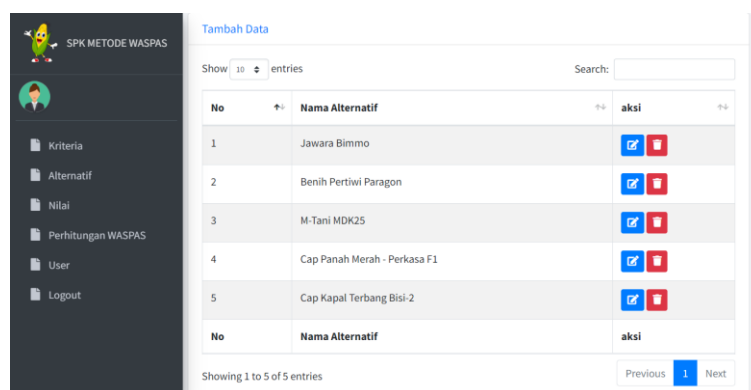 SPK METODE WASPAS
Kriteria
Alternatif
Nilai
Perhitungan WASPAS
User
Logout
Tambah Data
Show 10 entries Search:
No Nama Alternatif aksi
1 Jawara Bimmo
2 Benih Pertiwi Paragon
3 M-Tani MDK25
4 Cap Panah Merah - Perkasa F1
5 Cap Kapal Terbang Bisi-2
No Nama Alternatif aksi
Showing 1 to 5 of 5 entries Previous 1 Next